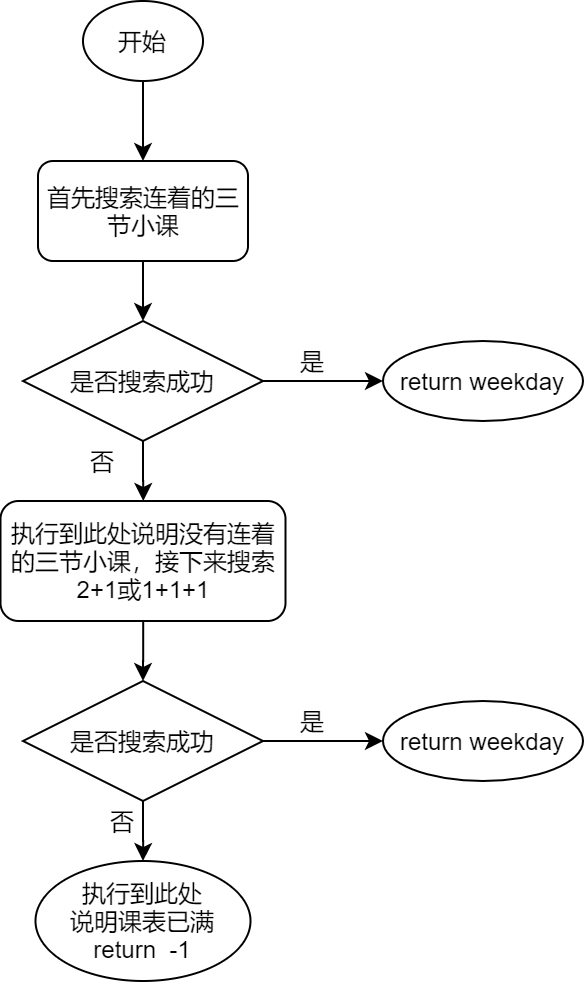 开始
首先搜索连着的三
节小课
是否搜索成功
是
return weekday
否
执行到此处说明没有连着
的三节小课，接下来搜索
2+1或1+1+1
是否搜索成功
是
return weekday
否
执行到此处
说明课表已满
return -1